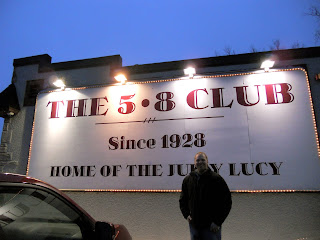 THE 5•8 CLUB
Since 1928
HOME OF THE JUICY LUCY